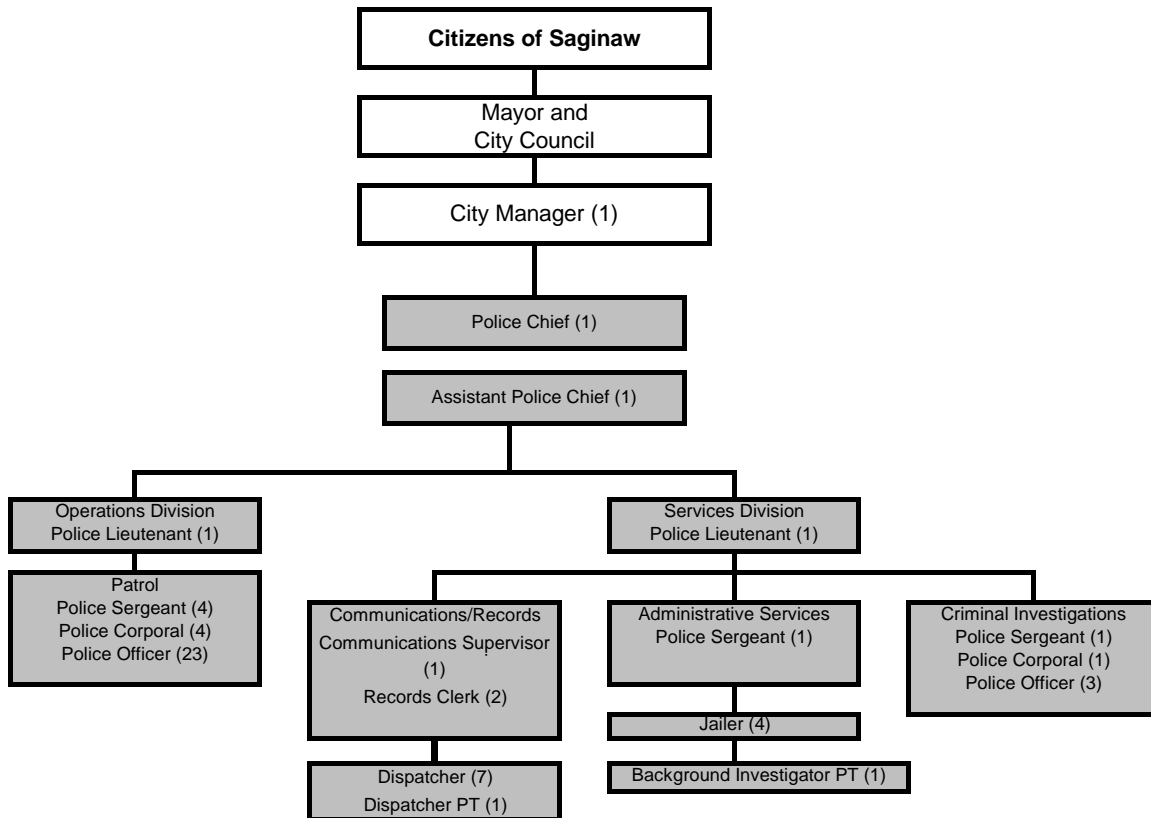 Citizens of Saginaw
Mayor and
City Council
City Manager (1)
Police Chief (1)
Assistant Police Chief (1)
Operations Division
Police Lieutenant (1)
Services Division
Police Lieutenant (1)
Patrol
Police Sergeant (4)
Police Corporal (4)
Police Officer (23)
Communications/Records
Communications Supervisor
(1)
Records Clerk (2)
Administrative Services
Police Sergeant (1)
Criminal Investigations
Police Sergeant (1)
Police Corporal (1)
Police Officer (3)
Jailer (4)
Dispatcher (7)
Dispatcher PT (1)
Background Investigator PT (1)